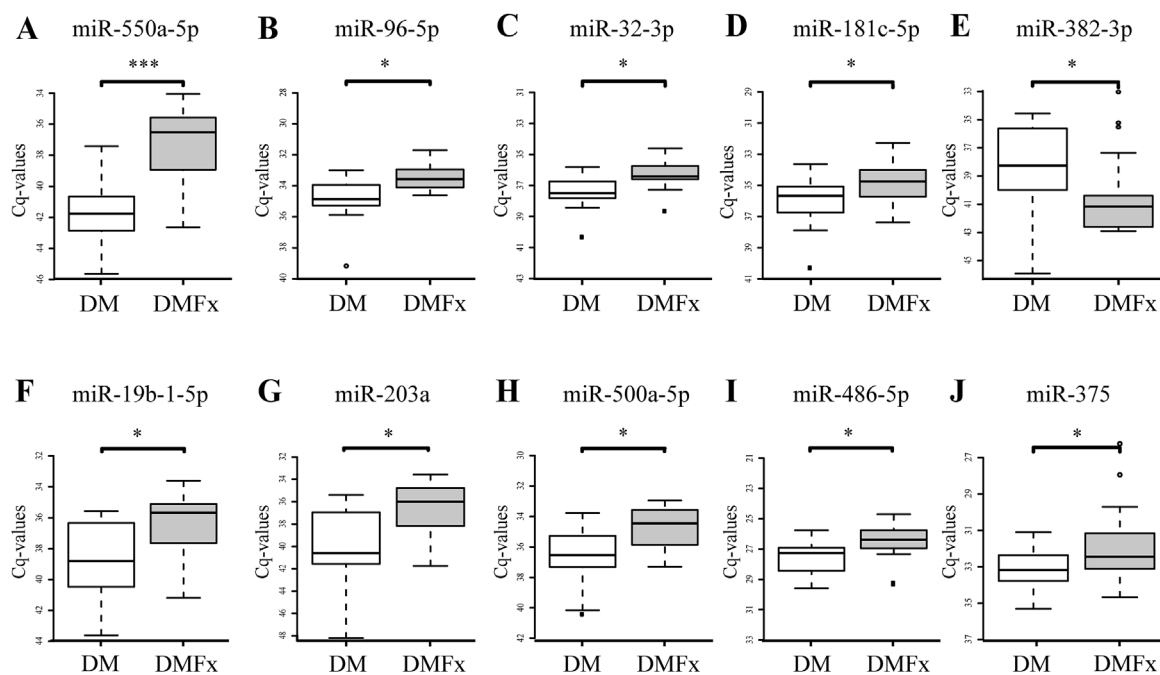 A miR-550a-5p
***
Cq-values
34
36
38
40
42
44
46
DM DMFx
B miR-96-5p
*
Cq-values
28
30
32
34
36
38
40
DM DMFx
C miR-32-3p
*
Cq-values
31
33
35
37
39
41
43
DM DMFx
D miR-181c-5p
*
Cq-values
29
31
33
35
37
39
41
DM DMFx
E miR-382-3p
*
Cq-values
33
35
37
39
41
43
45
DM DMFx
F miR-19b-1-5p
*
Cq-values
32
34
36
38
40
42
44
DM DMFx
G miR-203a
*
Cq-values
32
34
36
38
40
42
44
46
48
DM DMFx
H miR-500a-5p
*
Cq-values
30
32
34
36
38
40
42
DM DMFx
I miR-486-5p
*
Cq-values
21
23
25
27
29
31
33
DM DMFx
J miR-375
*
Cq-values
27
29
31
33
35
37
DM DMFx